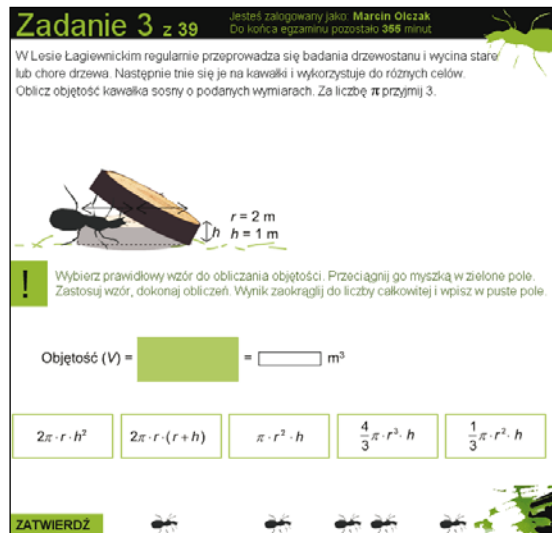 Zadanie 3 z 39
Jesteś zalogowany jako: Marcin Olczak
Do końca egzaminu pozostało 355 minut
W Lesie Łagiewnickim regularnie przeprowadza się badania drzewostanu i wycina stare
lub chore drzewa. Następnie tnie się je na kawałki i wykorzystuje do różnych celów.
Oblicz objętość kawałka sosny o podanych wymiarach. Za liczbę π przyjmij 3.
r = 2 m
h h = 1 m
! Wybierz prawidłowy wzór do obliczania objętości. Przeciągnij go myszką w zielone pole.
Zastosuj wzór, dokonaj obliczeń. Wynik zaokrąglij do liczby całkowitej i wpisz w puste pole.
Objętość (V) = = m³
2π · r · h² 2π · r · (r + h) π · r² · h 4/3 π · r³ · h 1/3 π · r² · h
ZATWIERDŹ